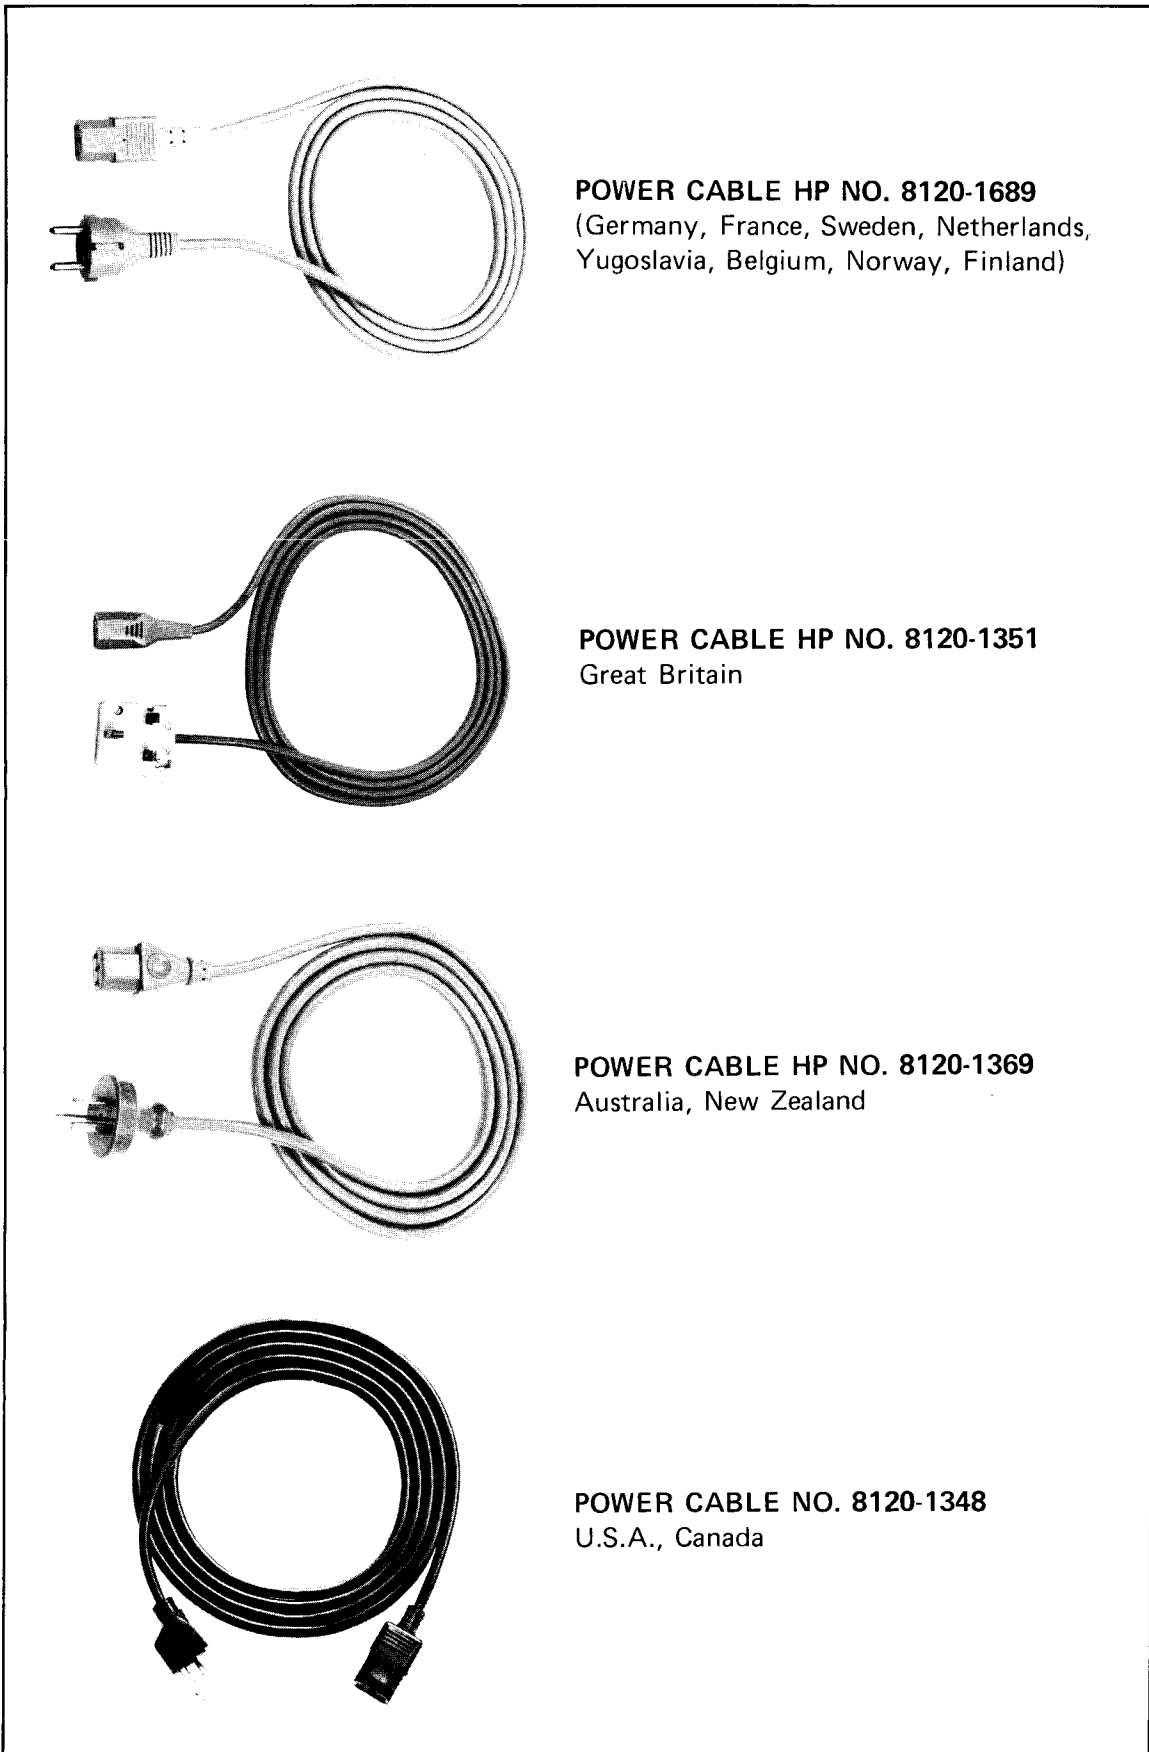 POWER CABLE HP NO. 8120-1689
(Germany, France, Sweden, Netherlands,
Yugoslavia, Belgium, Norway, Finland)
POWER CABLE HP NO. 8120-1351
Great Britain
POWER CABLE HP NO. 8120-1369
Australia, New Zealand
POWER CABLE NO. 8120-1348
U.S.A., Canada